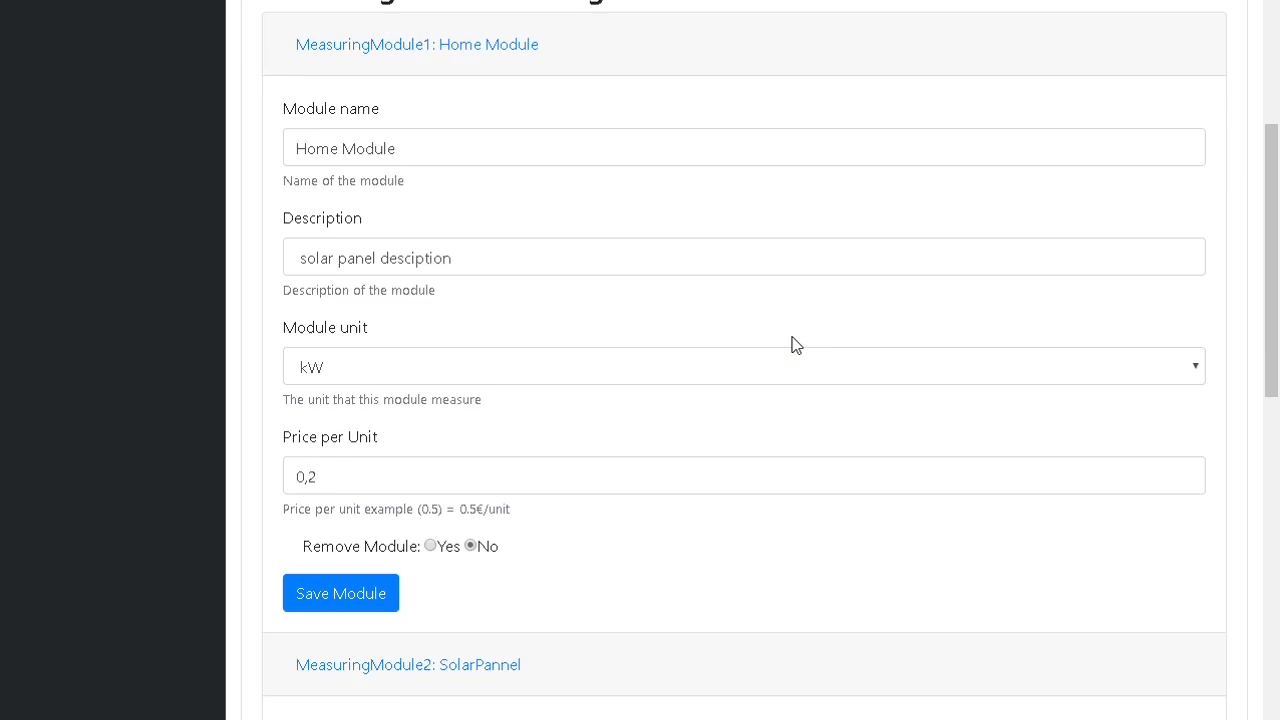 MeasuringModule1: Home Module
Module name
Home Module
Name of the module
Description
solar panel desciption
Description of the module
Module unit
kW
The unit that this module measure
Price per Unit
0,2
Price per unit example (0.5) = 0.5€/unit
Remove Module: Yes No
Save Module
MeasuringModule2: SolarPannel